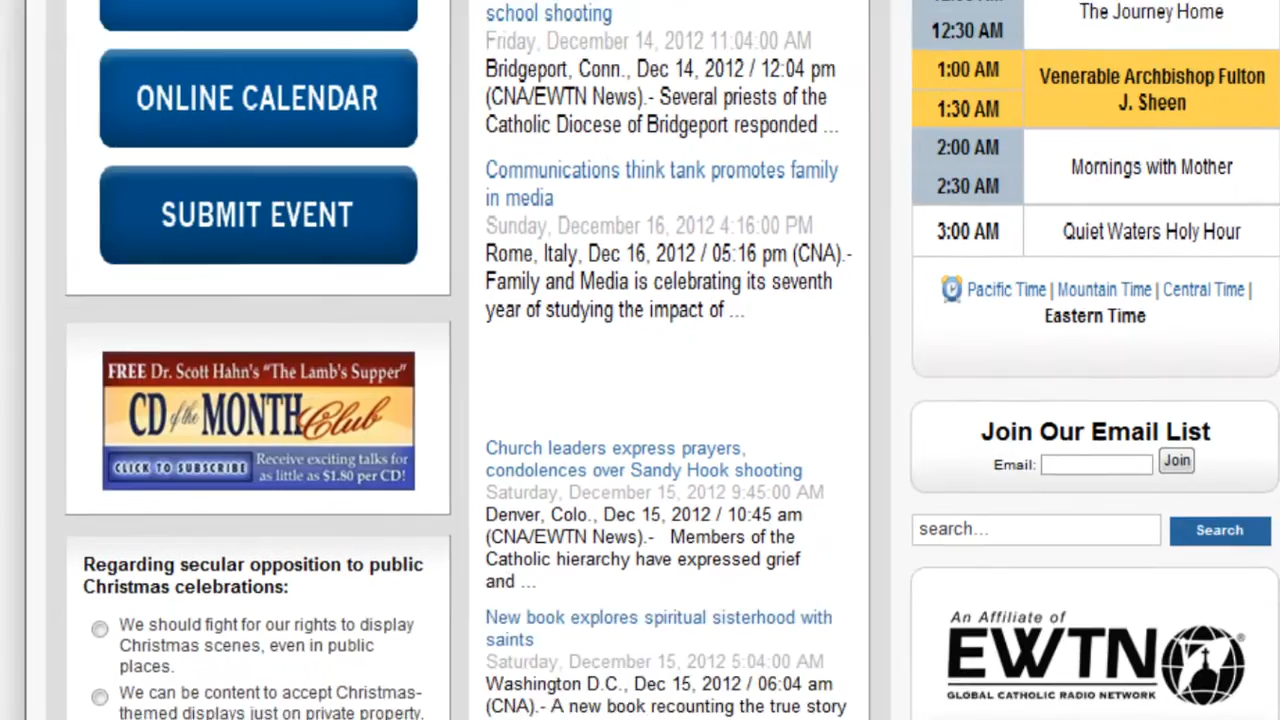 ONLINE CALENDAR
SUBMIT EVENT
FREE Dr. Scott Hahn's "The Lamb's Supper"
CD of the MONTH Club
CLICK TO SUBSCRIBE
Receive exciting talks for
as little as $1.80 per CD!
Regarding secular opposition to public
Christmas celebrations:
We should fight for our rights to display
Christmas scenes, even in public
places.
We can be content to accept Christmas-
themed displays just on private property,
school shooting
Friday, December 14, 2012 11:04:00 AM
Bridgeport, Conn., Dec 14, 2012 / 12:04 pm
(CNA/EWTN News).- Several priests of the
Catholic Diocese of Bridgeport responded ...
Communications think tank promotes family
in media
Sunday, December 16, 2012 4:16:00 PM
Rome, Italy, Dec 16, 2012 / 05:16 pm (CNA).-
Family and Media is celebrating its seventh
year of studying the impact of ...
Church leaders express prayers,
condolences over Sandy Hook shooting
Saturday, December 15, 2012 9:45:00 AM
Denver, Colo., Dec 15, 2012 / 10:45 am
(CNA/EWTN News).- Members of the
Catholic hierarchy have expressed grief
and ...
New book explores spiritual sisterhood with
saints
Saturday, December 15, 2012 5:04:00 AM
Washington D.C., Dec 15, 2012 / 06:04 am
(CNA).- A new book recounting the true story
The Journey Home
12:30 AM
1:00 AM
Venerable Archbishop Fulton
J. Sheen
1:30 AM
2:00 AM
Mornings with Mother
2:30 AM
3:00 AM Quiet Waters Holy Hour
Pacific Time | Mountain Time | Central Time |
Eastern Time
Join Our Email List
Email: Join
search... Search
An Affiliate of
EWTN
GLOBAL CATHOLIC RADIO NETWORK